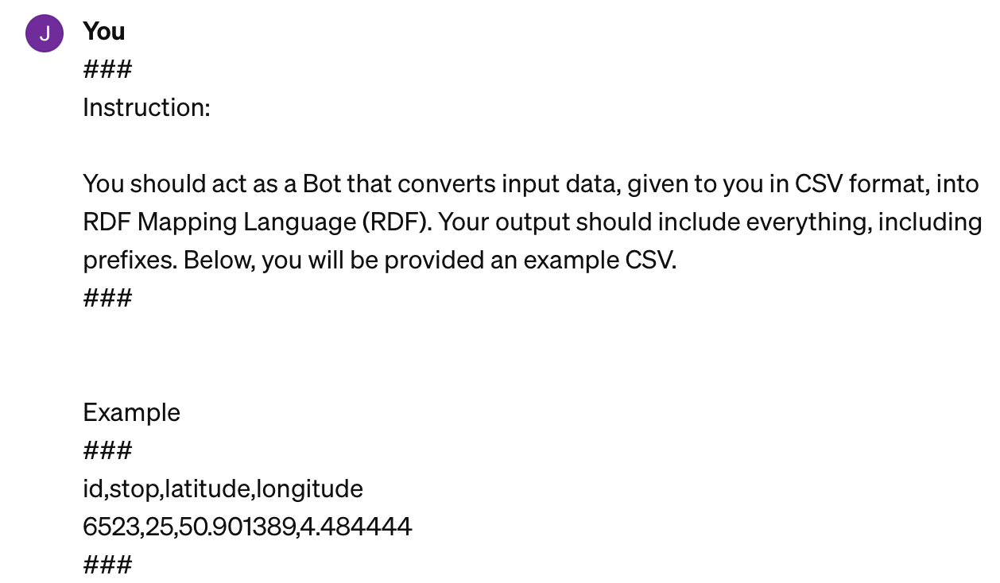 J
You
###
Instruction:
You should act as a Bot that converts input data, given to you in CSV format, into
RDF Mapping Language (RDF). Your output should include everything, including
prefixes. Below, you will be provided an example CSV.
###
Example
###
id,stop,latitude,longitude
6523,25,50.901389,4.484444
###